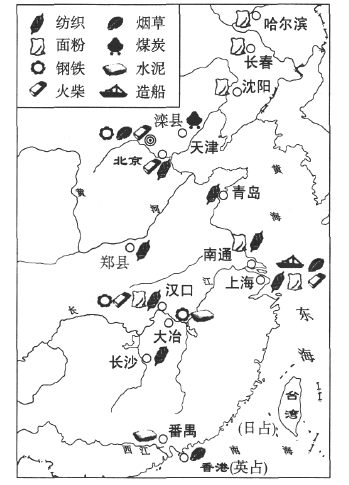 纺织 烟草
面粉 煤炭
钢铁 水泥
火柴 造船
哈尔滨
长春
沈阳
滦县
天津
北京
黄
河
青岛
黄
海
郑县
南通
江
上海
汉口
长
大冶
东
海
长沙
台湾
(日占)
番禺
西江
南
海
香港(英占)